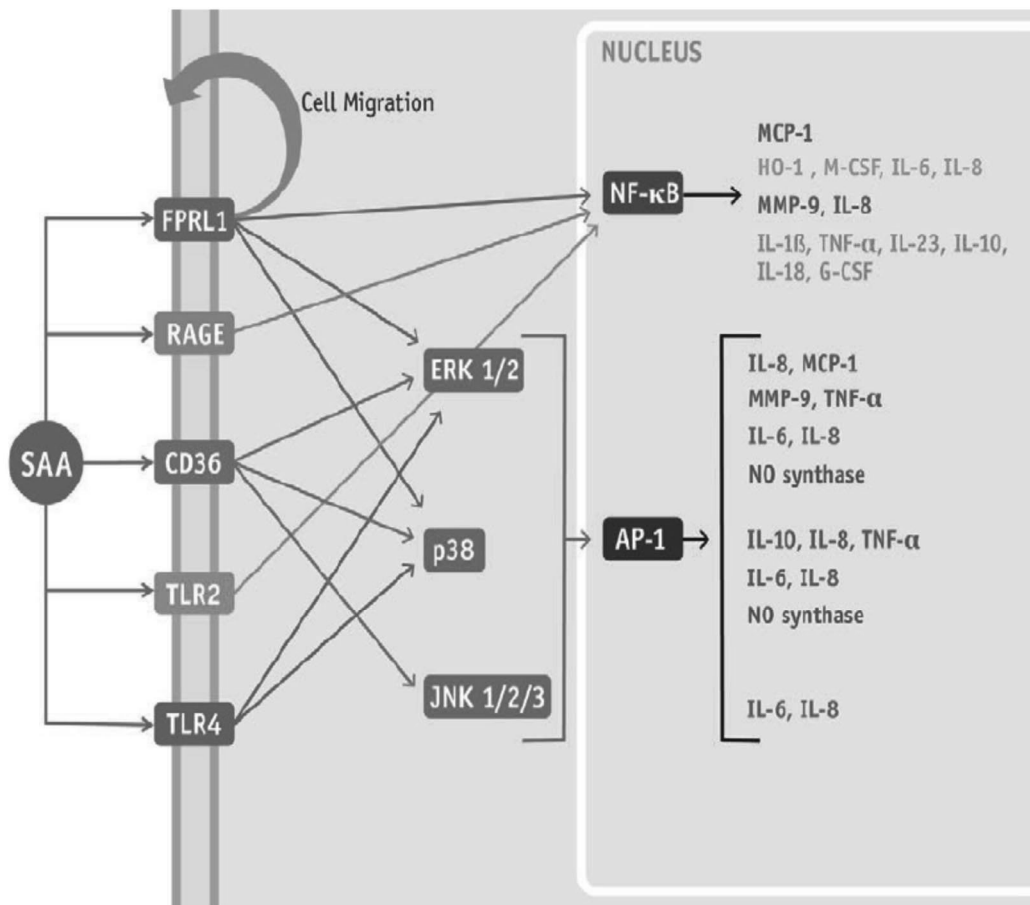 NUCLEUS
Cell Migration
MCP-1
HO-1 , M-CSF, IL-6, IL-8
FPRL1
NF-κB
MMP-9, IL-8
IL-1ß, TNF-α, IL-23, IL-10,
IL-18, G-CSF
RAGE
ERK 1/2
IL-8, MCP-1
MMP-9, TNF-α
IL-6, IL-8
SAA
CD36
NO synthase
p38
AP-1
IL-10, IL-8, TNF-α
IL-6, IL-8
TLR2
NO synthase
JNK 1/2/3
TLR4
IL-6, IL-8